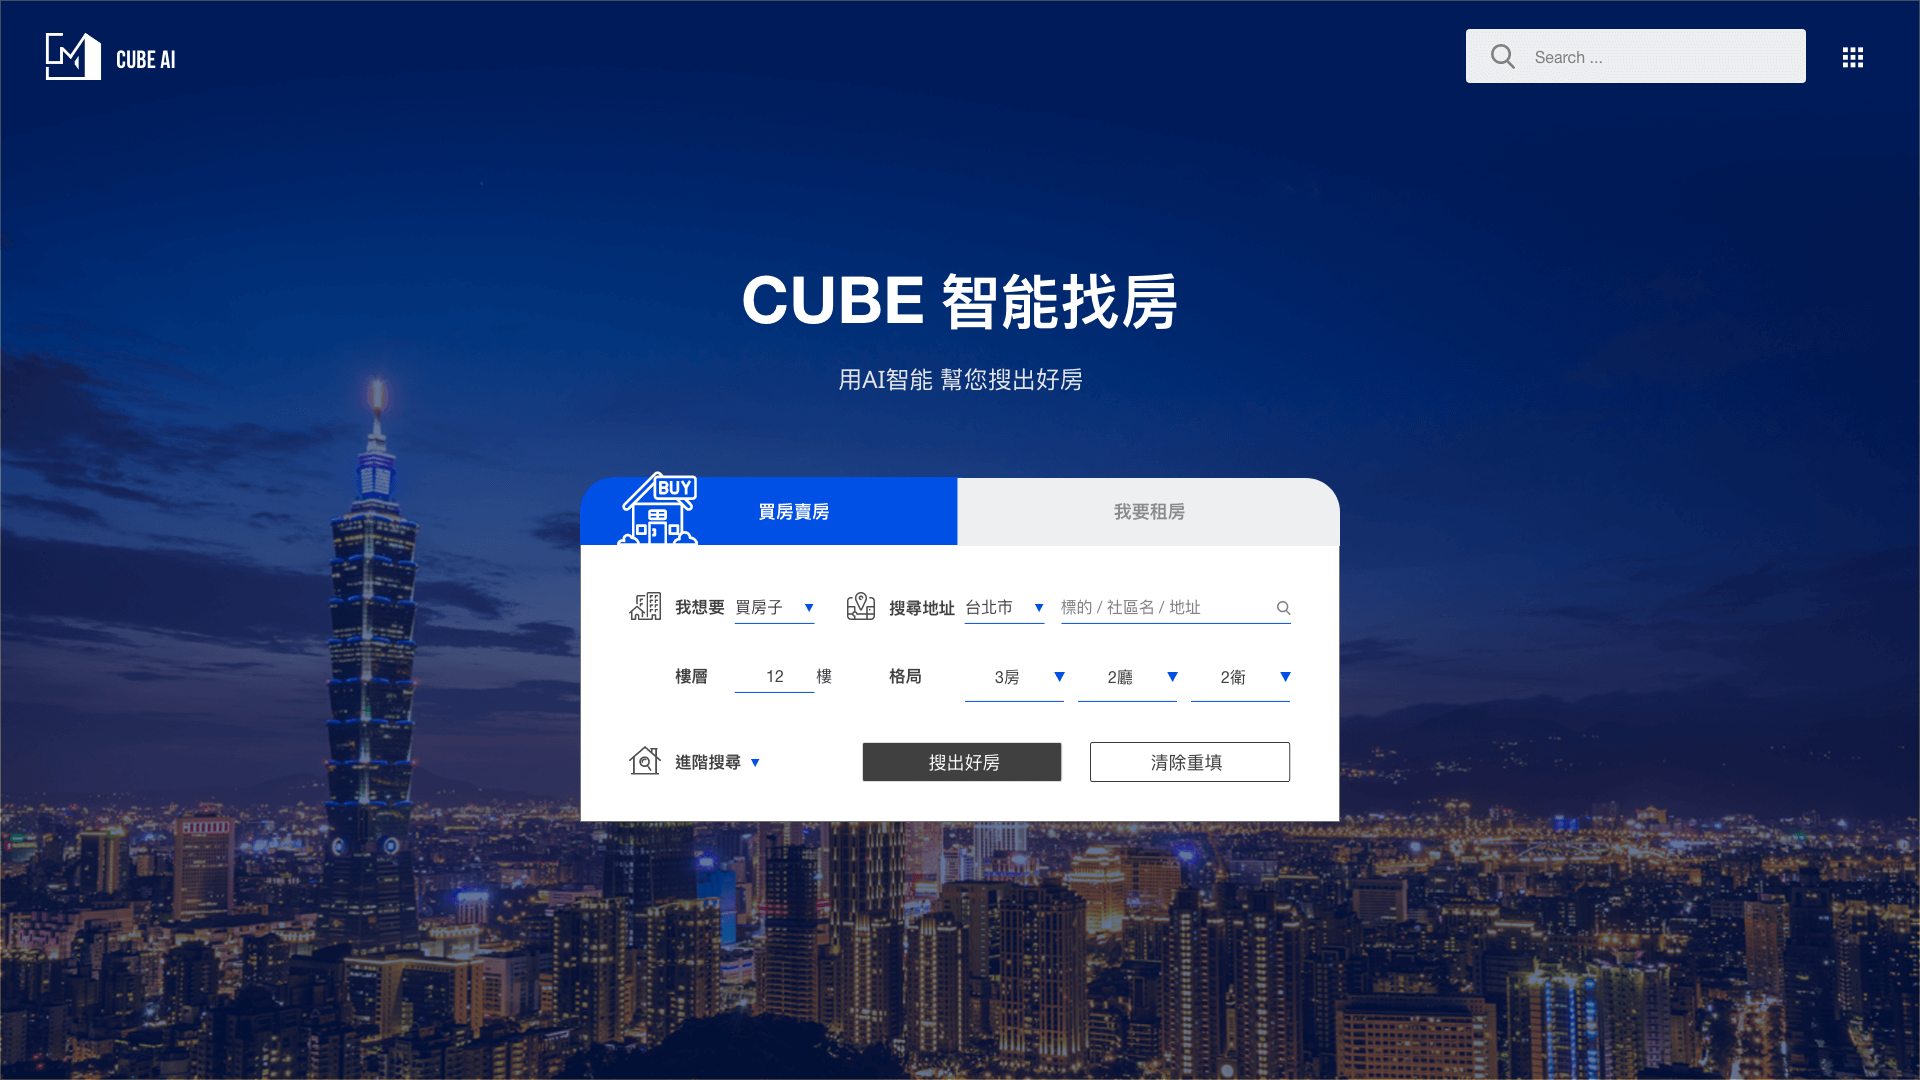 CUBE AI
Search ...
CUBE 智能找房
用AI智能 幫您搜出好房
BUY
買房賣房
我要租房
我想要 買房子 ▼ 搜尋地址 台北市 ▼ 標的 / 社區名 / 地址
樓層 12 樓 格局 3房 ▼ 2廳 ▼ 2衛 ▼
進階搜尋 ▼ 搜出好房 清除重填